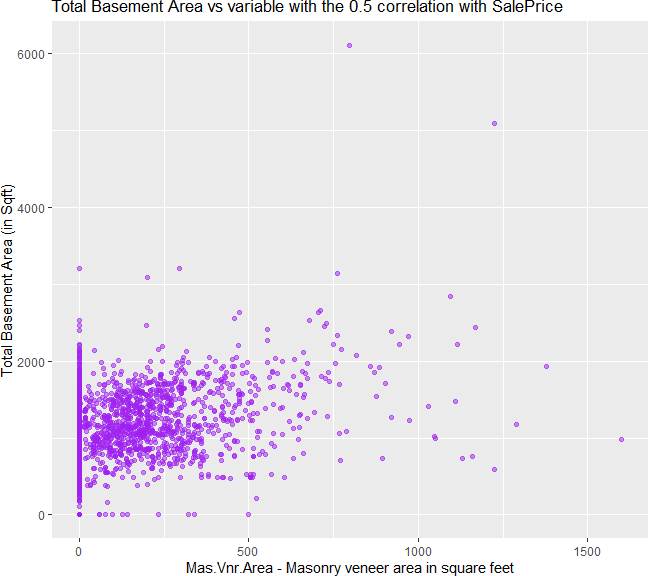 Total Basement Area vs variable with the 0.5 correlation with SalePrice
6000
4000
2000
0
Total Basement Area (in Sqft)
0 500 1000 1500
Mas.Vnr.Area - Masonry veneer area in square feet